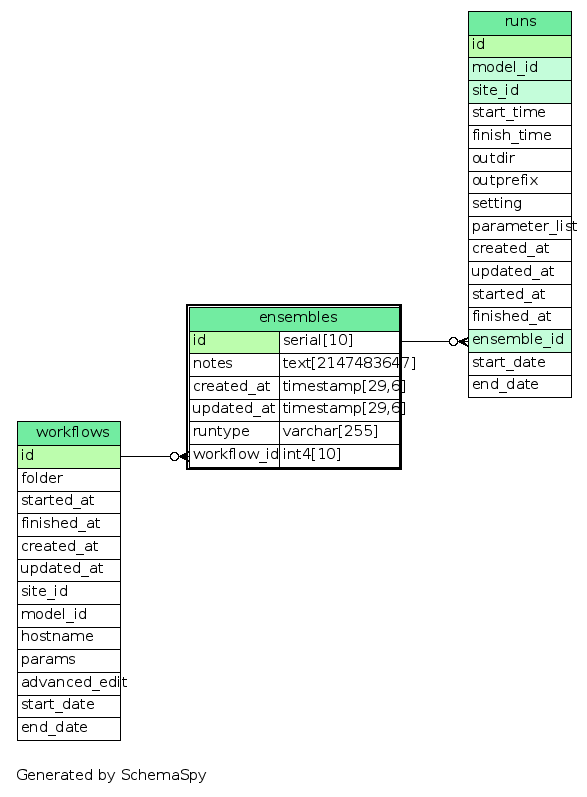 runs
id
model_id
site_id
start_time
finish_time
outdir
outprefix
setting
parameter_list
created_at
updated_at
started_at
finished_at
ensemble_id
start_date
end_date
ensembles
id serial[10]
notes text[2147483647]
created_at timestamp[29,6]
updated_at timestamp[29,6]
runtype varchar[255]
workflow_id int4[10]
workflows
id
folder
started_at
finished_at
created_at
updated_at
site_id
model_id
hostname
params
advanced_edit
start_date
end_date
Generated by SchemaSpy